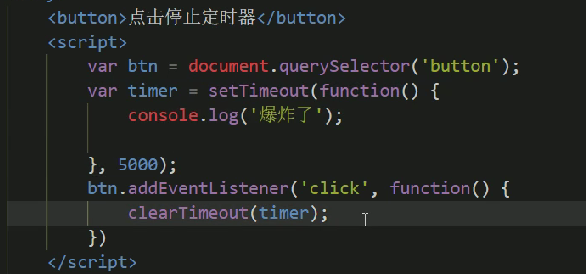 <button>点击停止定时器</button>
<script>
var btn = document.querySelector('button');
var timer = setTimeout(function() {
console.log('爆炸了');
}, 5000);
btn.addEventListener('click', function() {
clearTimeout(timer);
})
</script>